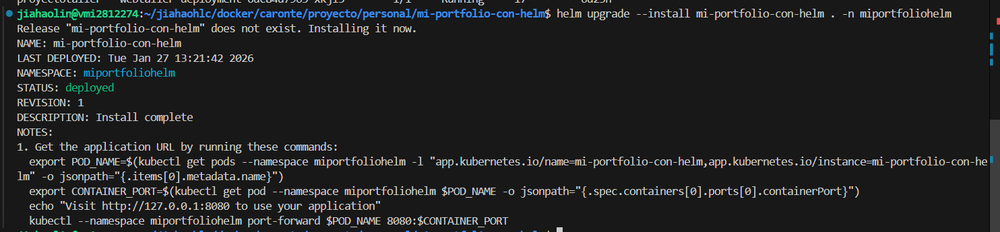 jiahaolin@vmi2812274:~/jiahaohlc/docker/caronte/proyecto/personal/mi-portfolio-con-helm$ helm upgrade --install mi-portfolio-con-helm . -n miportfoliohelm
Release "mi-portfolio-con-helm" does not exist. Installing it now.
NAME: mi-portfolio-con-helm
LAST DEPLOYED: Tue Jan 27 13:21:42 2026
NAMESPACE: miportfoliohelm
STATUS: deployed
REVISION: 1
DESCRIPTION: Install complete
NOTES:
1. Get the application URL by running these commands:
  export POD_NAME=$(kubectl get pods --namespace miportfoliohelm -l "app.kubernetes.io/name=mi-portfolio-con-helm,app.kubernetes.io/instance=mi-portfolio-con-he
lm" -o jsonpath="{.items[0].metadata.name}")
  export CONTAINER_PORT=$(kubectl get pod --namespace miportfoliohelm $POD_NAME -o jsonpath="{.spec.containers[0].ports[0].containerPort}")
  echo "Visit http://127.0.0.1:8080 to use your application"
  kubectl --namespace miportfoliohelm port-forward $POD_NAME 8080:$CONTAINER_PORT